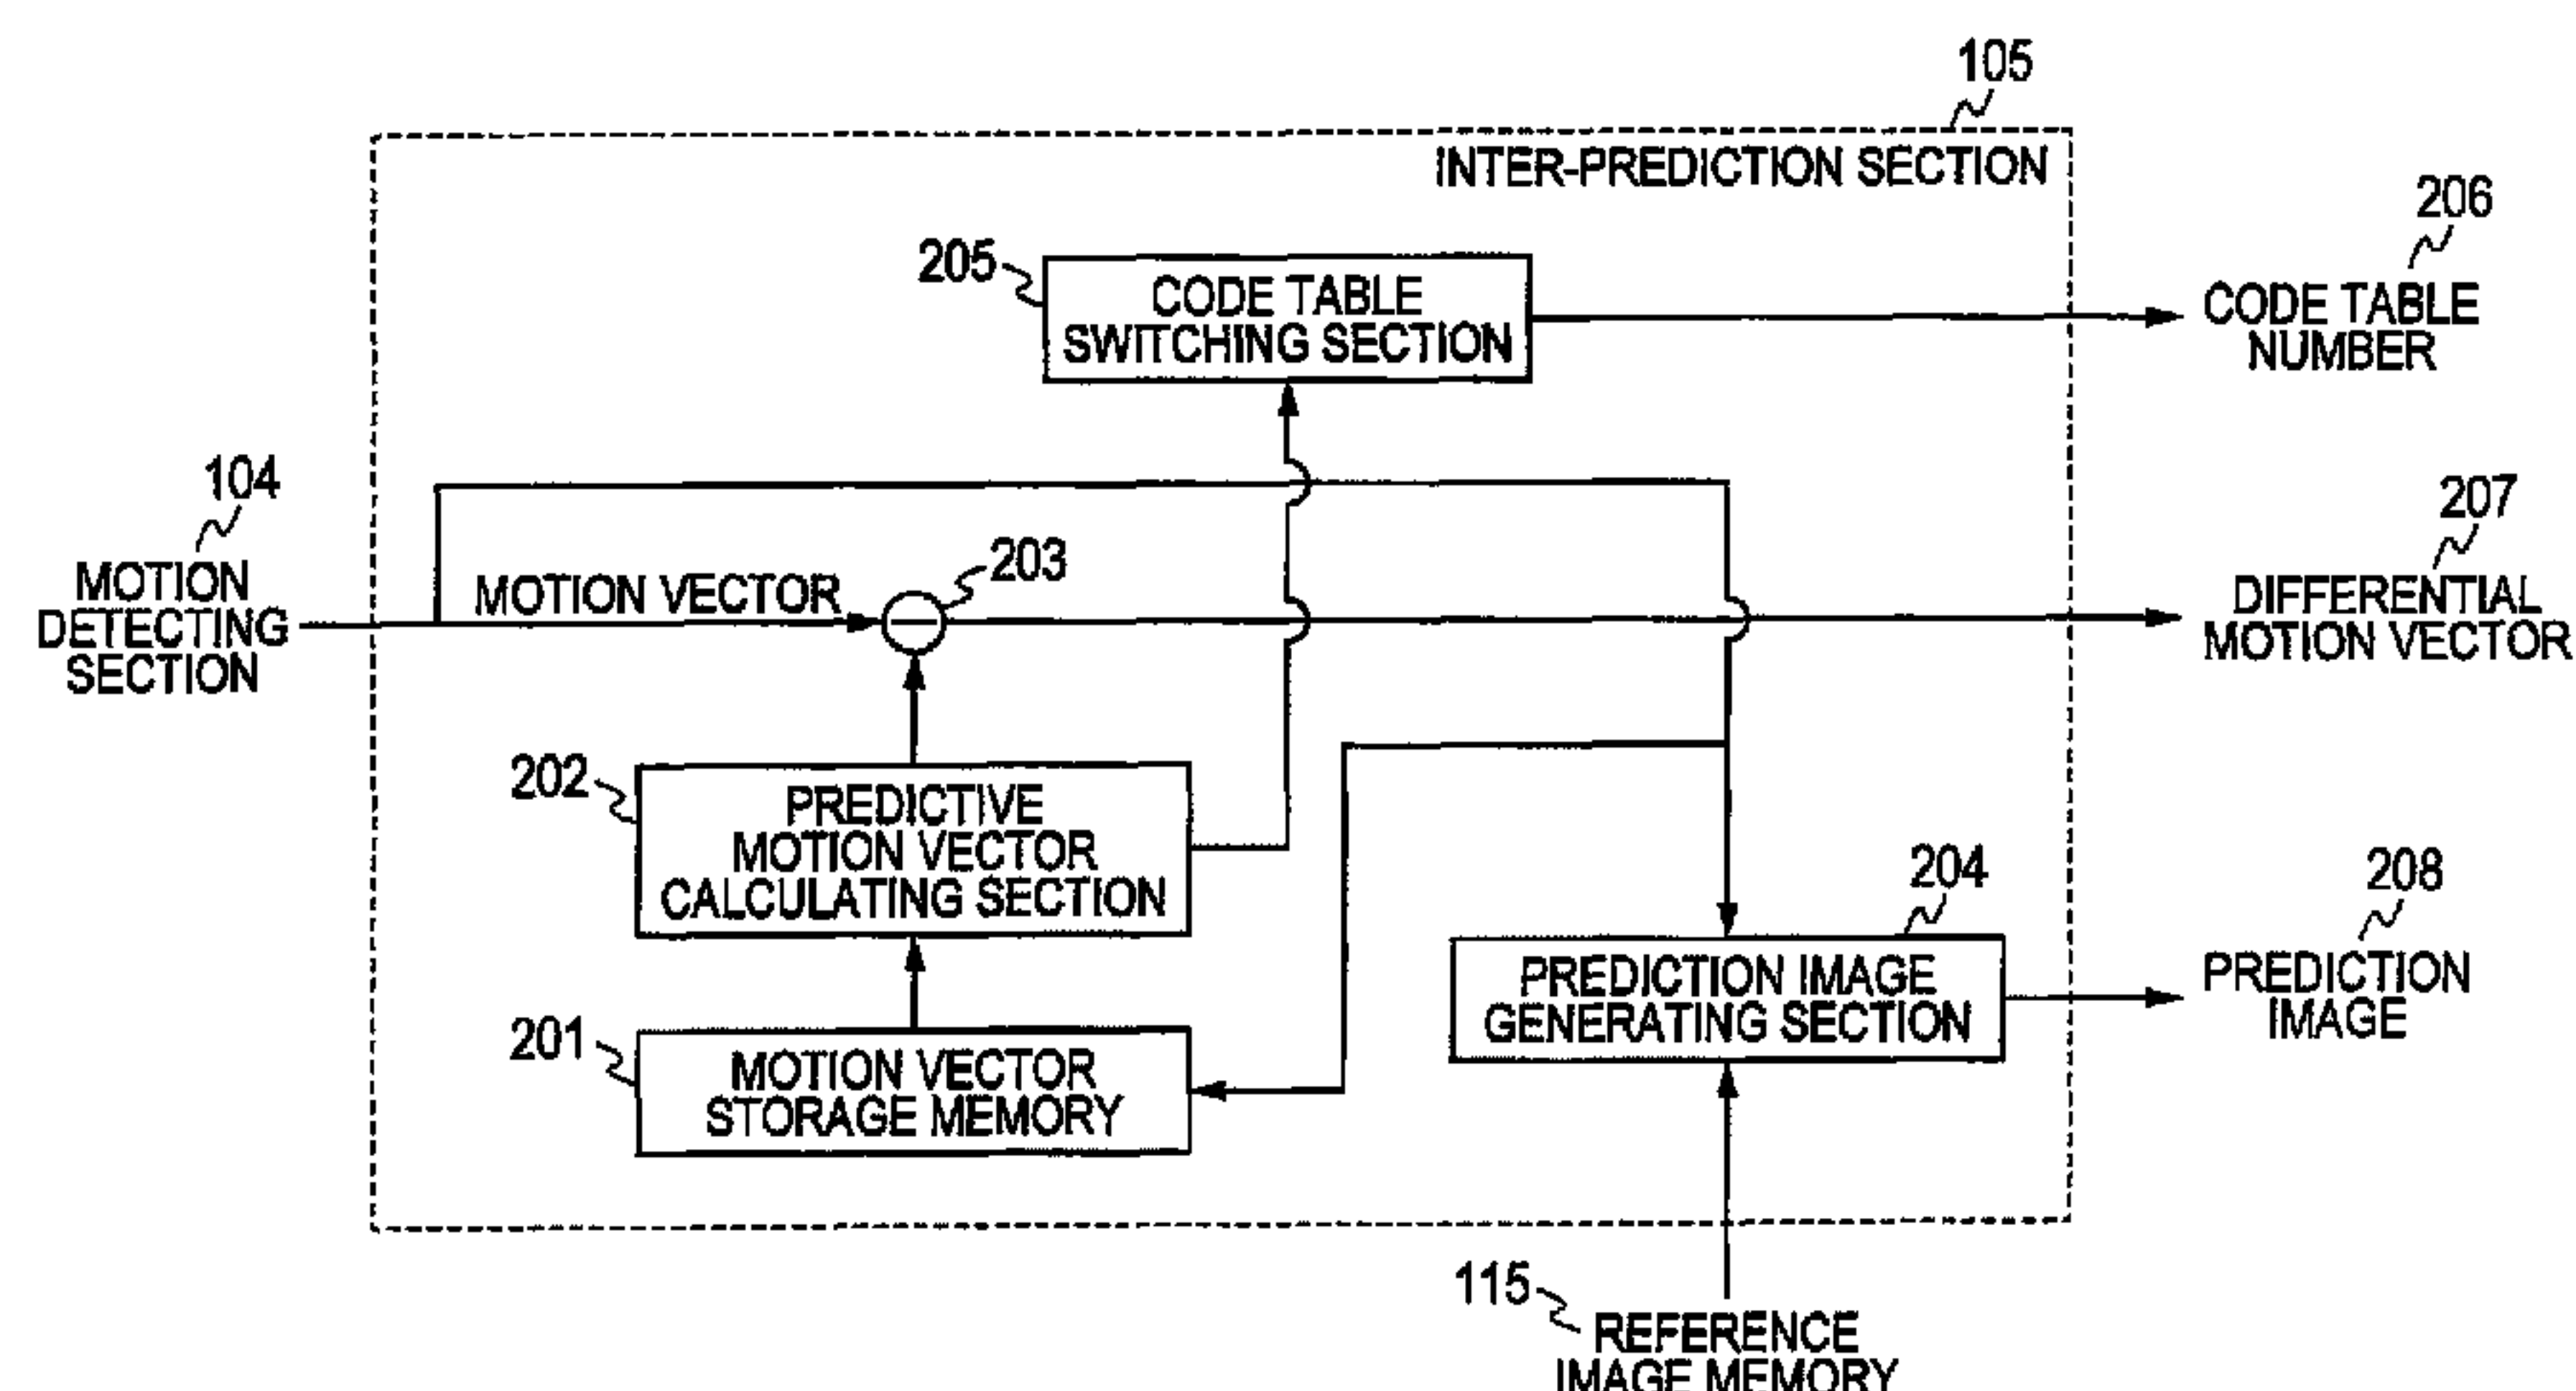 105
INTER-PREDICTION SECTION
206
CODE TABLE
NUMBER
205
CODE TABLE
SWITCHING SECTION
104
MOTION
DETECTING
SECTION
MOTION VECTOR
203
207
DIFFERENTIAL
MOTION VECTOR
202
PREDICTIVE
MOTION VECTOR
CALCULATING SECTION
204
PREDICTION IMAGE
GENERATING SECTION
208
PREDICTION
IMAGE
201
MOTION VECTOR
STORAGE MEMORY
115
REFERENCE
IMAGE MEMORY